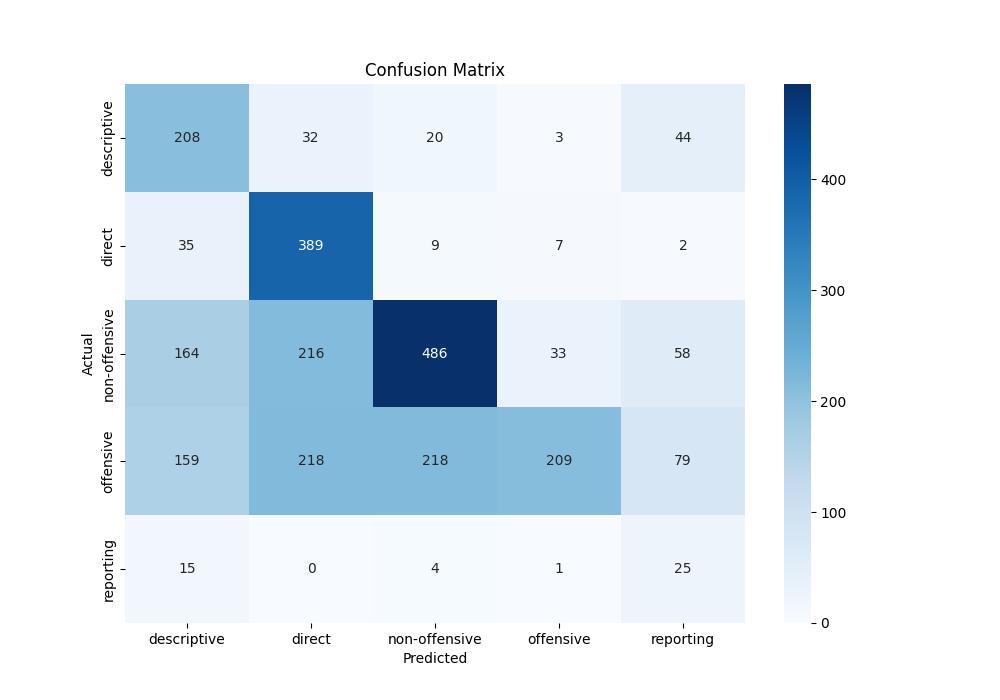 Confusion Matrix
Actual
descriptive
208 32 20 3 44
direct
35 389 9 7 2
non-offensive
164 216 486 33 58
offensive
159 218 218 209 79
reporting
15 0 4 1 25
descriptive direct non-offensive offensive reporting
Predicted
400
300
200
100
0